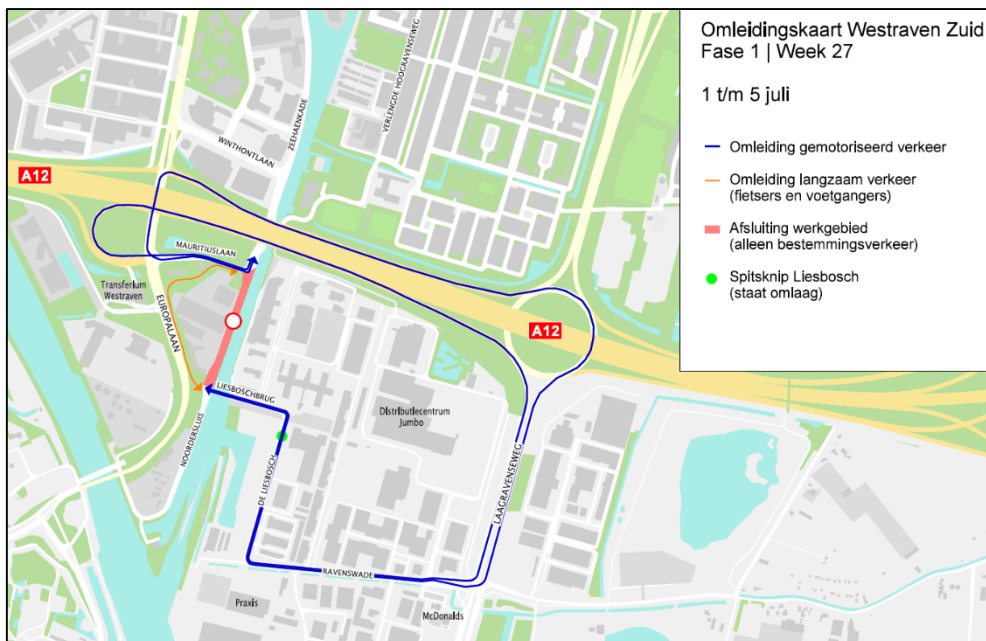 Omleidingskaart Westraven Zuid
Fase 1 | Week 27
1 t/m 5 juli
Omleiding gemotoriseerd verkeer
Omleiding langzaam verkeer
(fietsers en voetgangers)
Afsluiting werkgebied
(alleen bestemmingsverkeer)
Spitsknip Liesbosch
(staat omlaag)
VERLENGDE HOOGRAVENSEWEG
ZEEHAENKADE
WINTHONTLAAN
A12
MAURITIUSLAAN
Transferium
Westraven
EUROPALAAN
A12
LIESBOSCHBRUG
Distributiecentrum
Jumbo
NOORDERSLUIS
DE LIESBOSCH
LAAGRAVENSEWEG
RAVENSWADE
Praxis
McDonalds